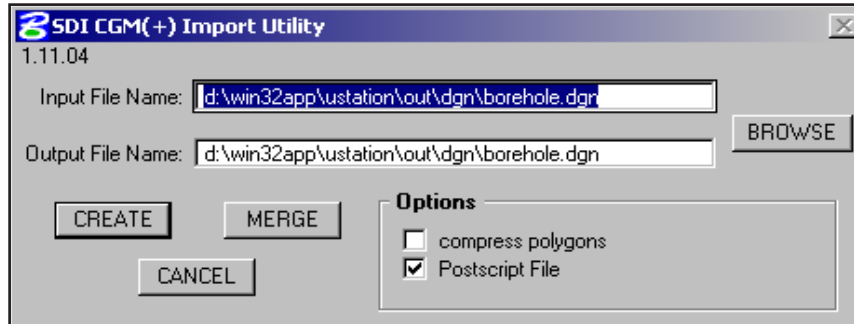 SDI CGM(+) Import Utility
1.11.04
Input File Name: d:\win32app\ustation\out\dgn\borehole.dgn
BROWSE
Output File Name: d:\win32app\ustation\out\dgn\borehole.dgn
CREATE MERGE
CANCEL
Options
compress polygons
Postscript File